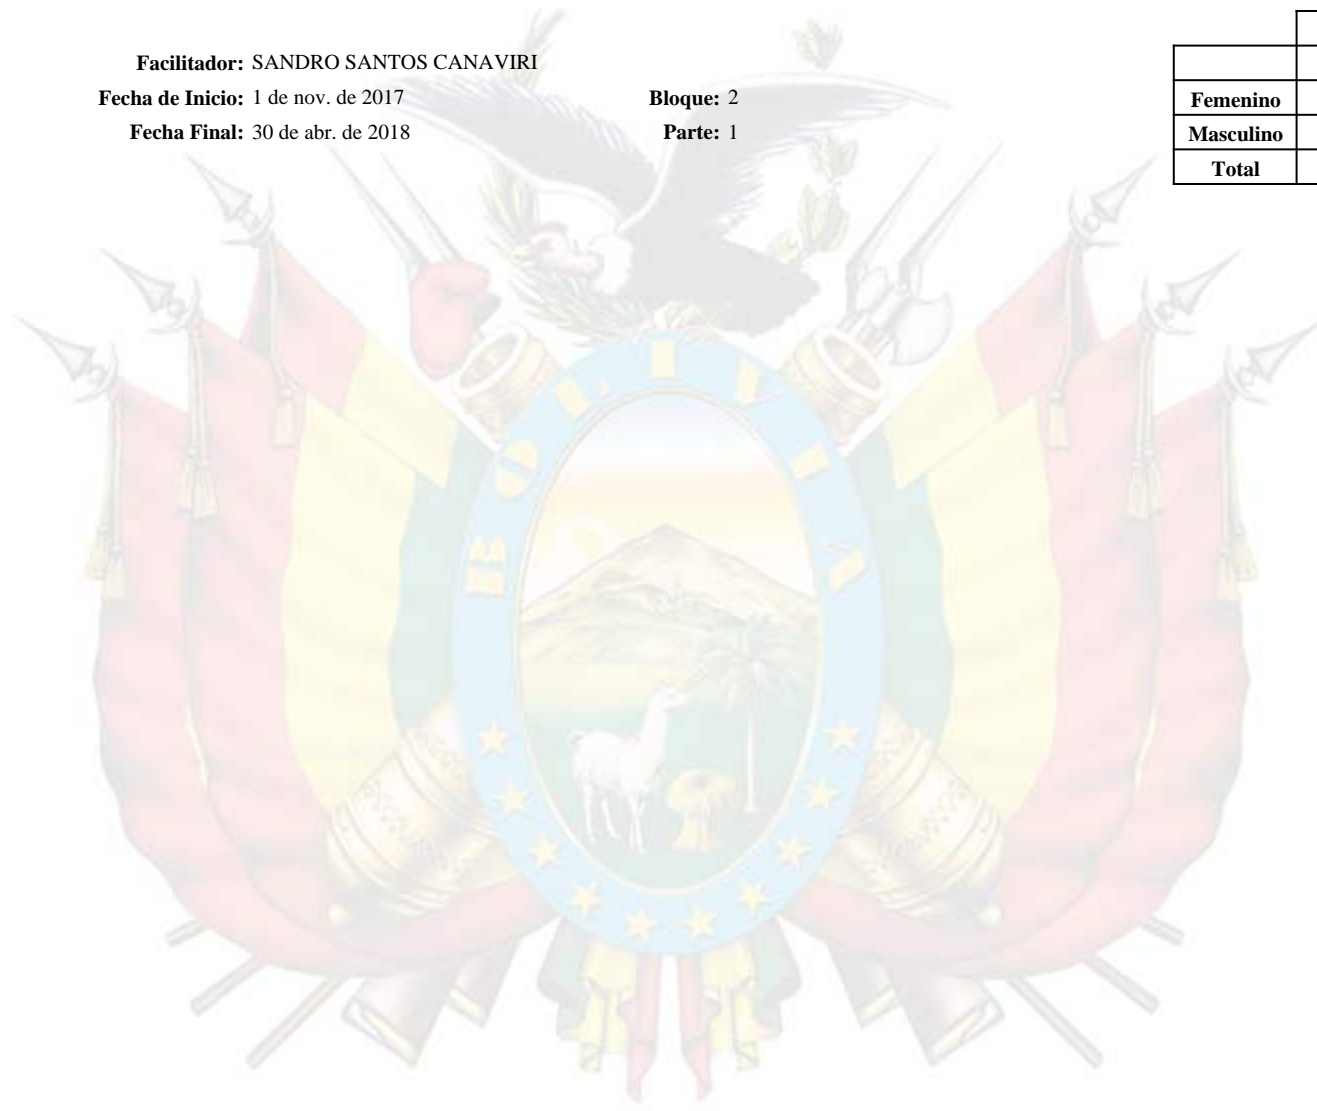 Facilitador: SANDRO SANTOS CANAVIRI
Fecha de Inicio: 1 de nov. de 2017 Bloque: 2
Fecha Final: 30 de abr. de 2018 Parte: 1
Femenino
Masculino
Total
BOLIVIA